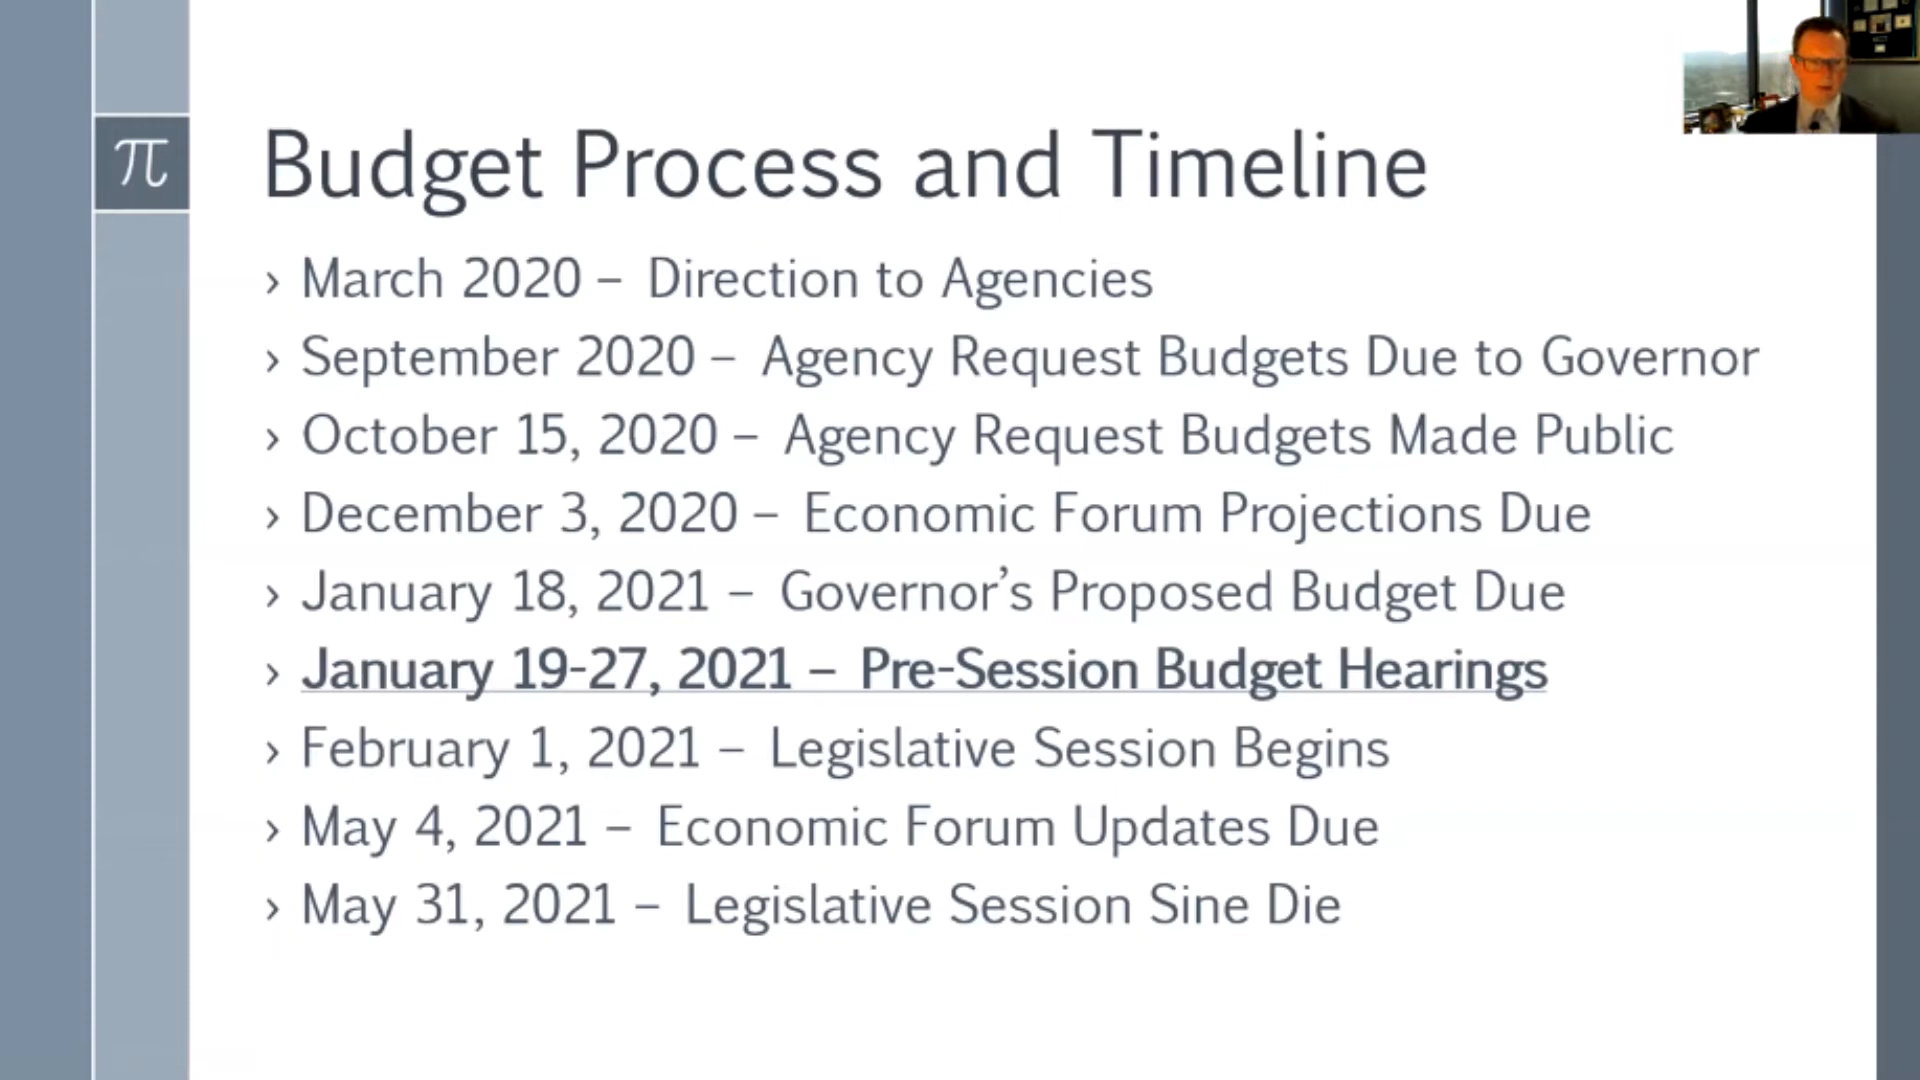 π
Budget Process and Timeline
› March 2020 – Direction to Agencies
› September 2020 – Agency Request Budgets Due to Governor
› October 15, 2020 – Agency Request Budgets Made Public
› December 3, 2020 – Economic Forum Projections Due
› January 18, 2021 – Governor’s Proposed Budget Due
› January 19-27, 2021 – Pre-Session Budget Hearings
› February 1, 2021 – Legislative Session Begins
› May 4, 2021 – Economic Forum Updates Due
› May 31, 2021 – Legislative Session Sine Die